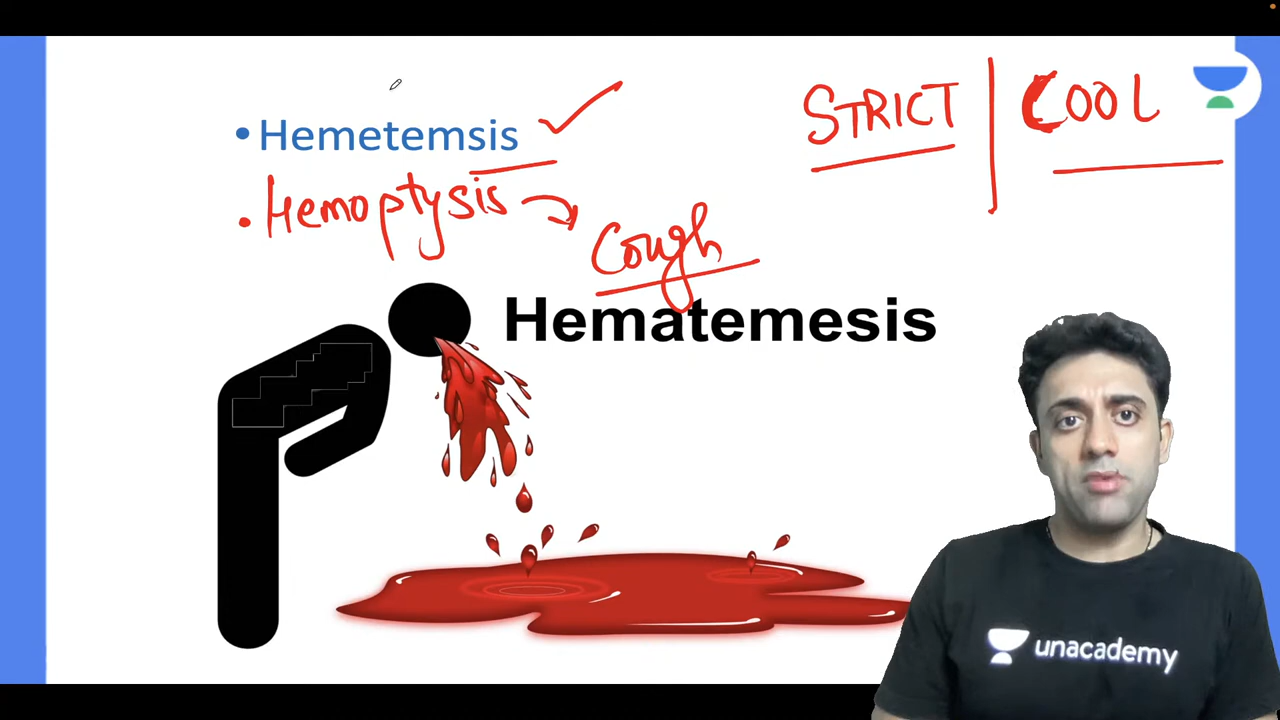 • Hemetemsis
STRICT | COOL
• Hemoptysis → Cough
Hematemesis
unacademy